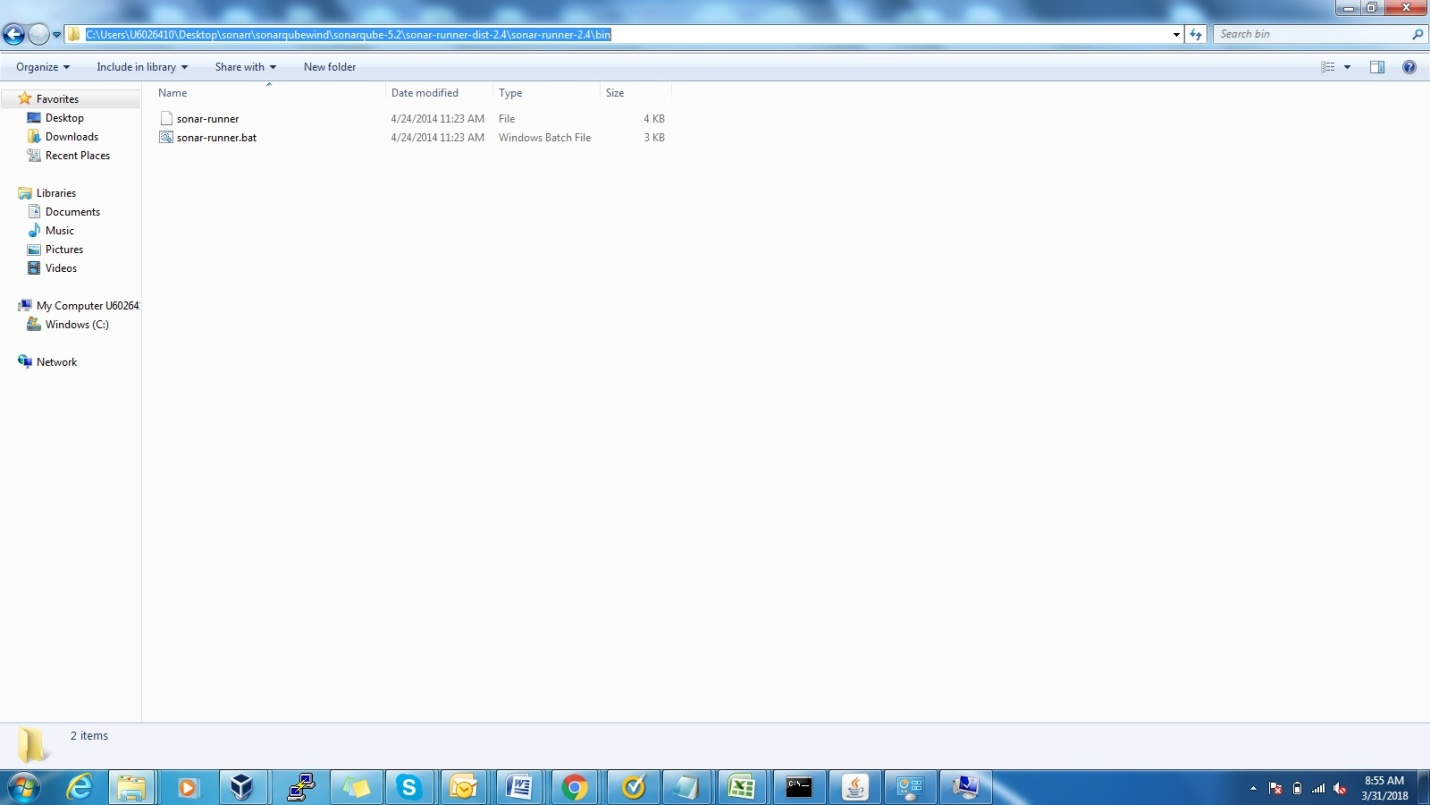 C:\Users\U6026410\Desktop\sonarr\sonarqubewind\sonarqube-5.2\sonar-runner-dist-2.4\sonar-runner-2.4\bin
Search bin
Organize Include in library Share with New folder
Favorites
Desktop
Downloads
Recent Places
Libraries
Documents
Music
Pictures
Videos
My Computer U60264
Windows (C:)
Network
Name Date modified Type Size
sonar-runner 4/24/2014 11:23 AM File 4 KB
sonar-runner.bat 4/24/2014 11:23 AM Windows Batch File 3 KB
2 items
8:55 AM
3/31/2018